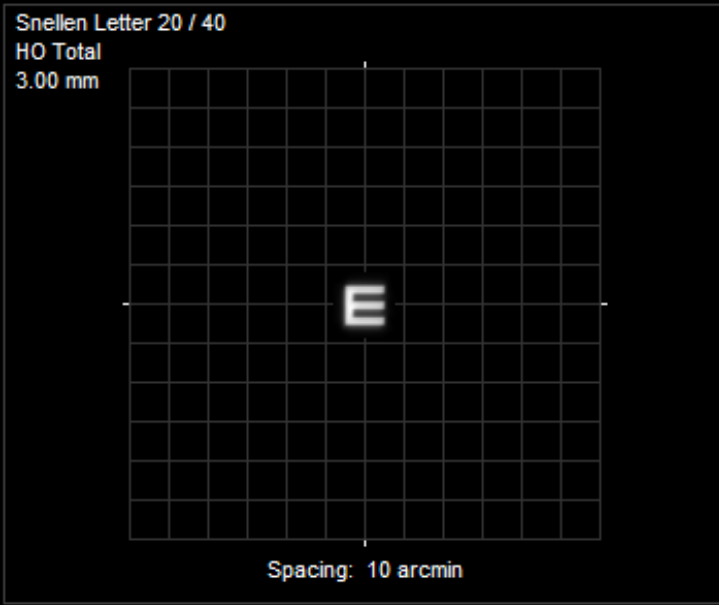 Snellen Letter 20 / 40
HO Total
3.00 mm
E
Spacing: 10 arcmin